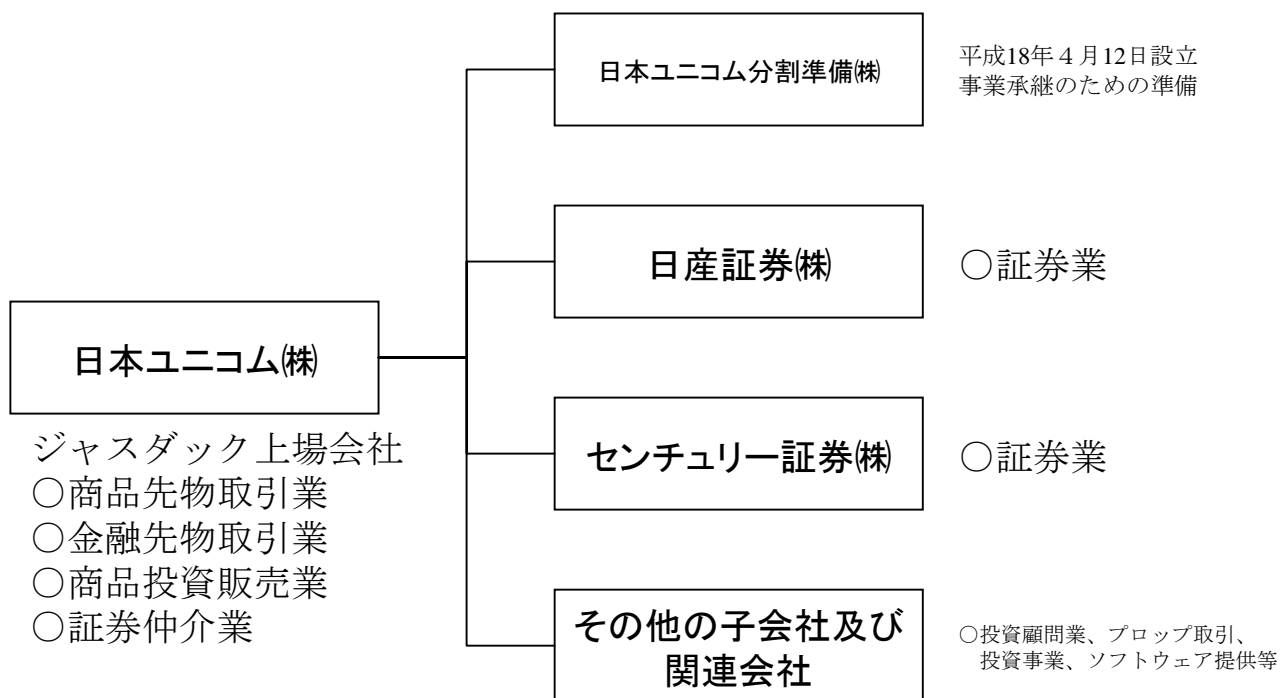 日本ユニコム㈱
ジャスダック上場会社
○商品先物取引業
○金融先物取引業
○商品投資販売業
○証券仲介業
日本ユニコム分割準備㈱
平成18年４月12日設立
事業承継のための準備
日産証券㈱
○証券業
センチュリー証券㈱
○証券業
その他の子会社及び
関連会社
○投資顧問業、プロップ取引、
投資事業、ソフトウェア提供等